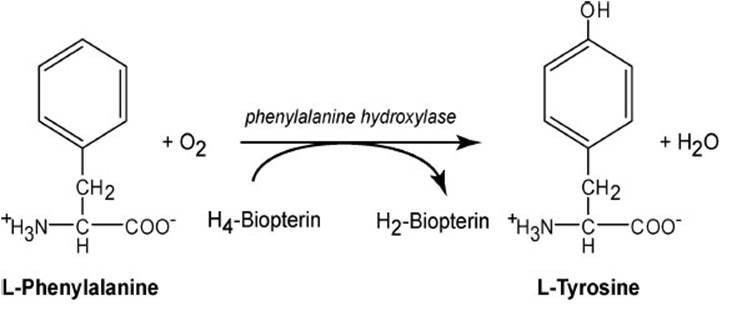 OH
phenylalanine hydroxylase
+ O2
+ H2O
CH2
CH2
H4-Biopterin
H2-Biopterin
+H3N—C—COO-
H
+H3N—C—COO-
H
L-Phenylalanine
L-Tyrosine